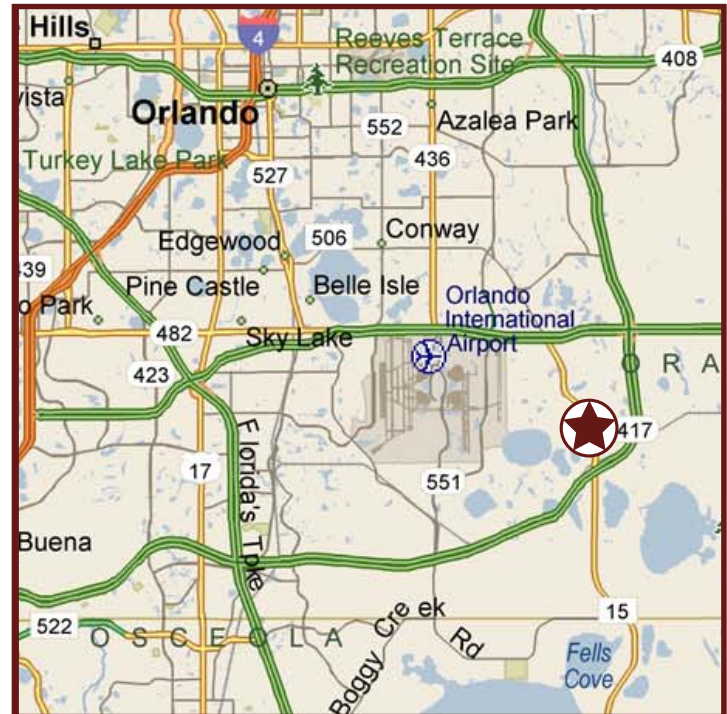 Hills
4
Reeves Terrace
Recreation Site
408
vista
Orlando
552
Azalea Park
Turkey Lake Park
436
527
Edgewood
506
Conway
439
Pine Castle
Belle Isle
Orlando
International
Airport
o Park
482
Sky Lake
423
O R A
417
17
Florida's Tpke
551
Buena
15
522
O S C E O L A
Boggy Creek Rd
Fells
Cove